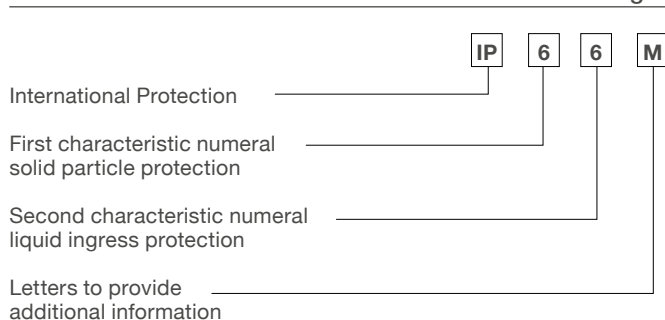 IP 6 6 M
International Protection
First characteristic numeral
solid particle protection
Second characteristic numeral
liquid ingress protection
Letters to provide
additional information